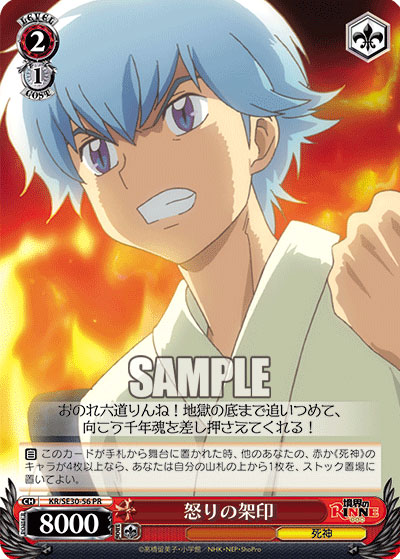 LEVEL
2
1
COST
SAMPLE
おのれ六道りんね！地獄の底まで追いつめて、
向こう千年魂を差し押さえてくれる！
自 このカードが手札から舞台に置かれた時、他のあなたの、赤か《死神》の
キャラが4枚以上なら、あなたは自分の山札の上から1枚を、ストック置場に
置いてよい。
CH KR/SE30-56 PR
POWER
8000
怒りの架印
境界の
RINNE
死神
©高橋留美子・小学館／NHK・NEP・ShoPro